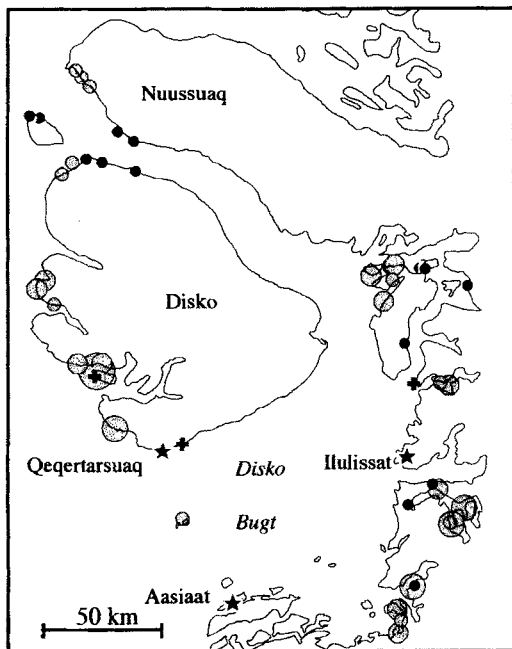 Nuussuaq
Disko
Qeqertarsuaq
Disko
Ilulissat
Bugt
Aasiaat
50 km